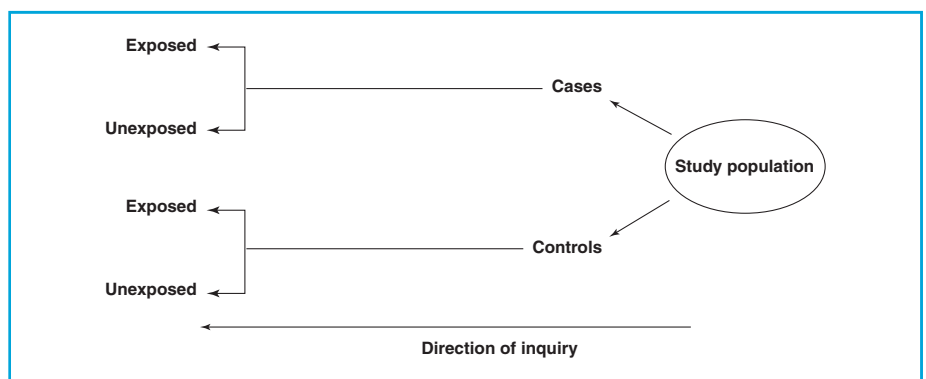 Exposed
Cases
Unexposed
Study population
Exposed
Controls
Unexposed
Direction of inquiry